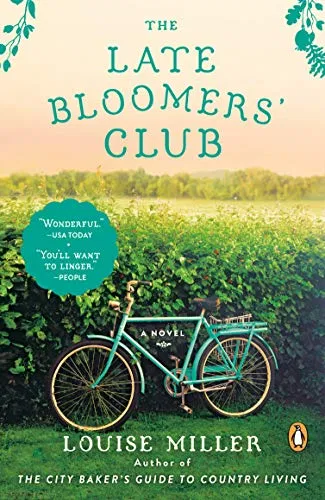 THE
LATE
BLOOMERS'
CLUB
"WONDERFUL."
—USA TODAY
"YOU'LL WANT
TO LINGER."
—PEOPLE
A NOVEL
LOUISE MILLER
Author of
THE CITY BAKER'S GUIDE TO COUNTRY LIVING